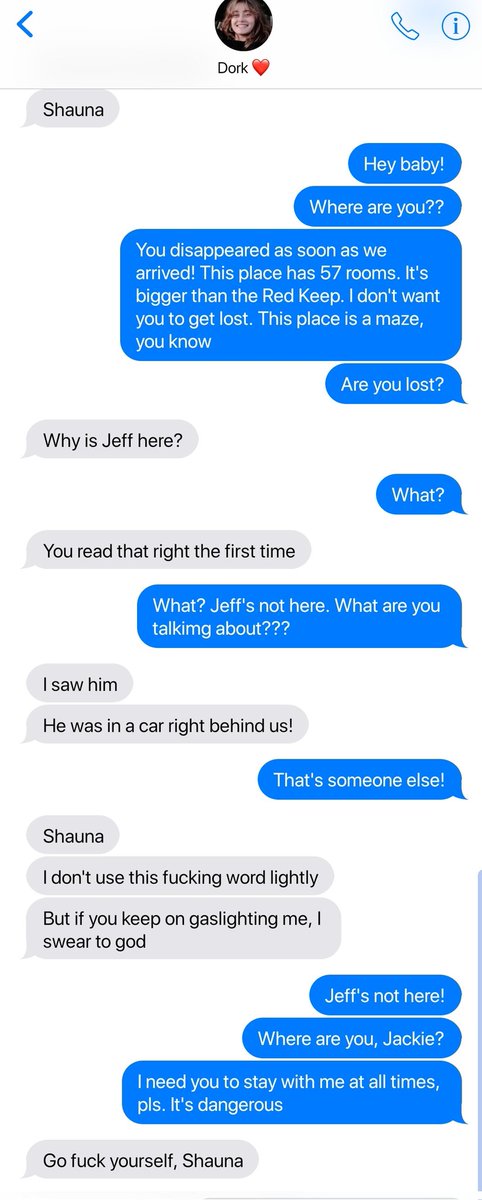 Dork ❤️
Shauna
Hey baby!
Where are you??
You disappeared as soon as we
arrived! This place has 57 rooms. It's
bigger than the Red Keep. I don't want
you to get lost. This place is a maze,
you know
Are you lost?
Why is Jeff here?
What?
You read that right the first time
What? Jeff's not here. What are you
talkimg about???
I saw him
He was in a car right behind us!
That's someone else!
Shauna
I don't use this fucking word lightly
But if you keep on gaslighting me, I
swear to god
Jeff's not here!
Where are you, Jackie?
I need you to stay with me at all times,
pls. It's dangerous
Go fuck yourself, Shauna